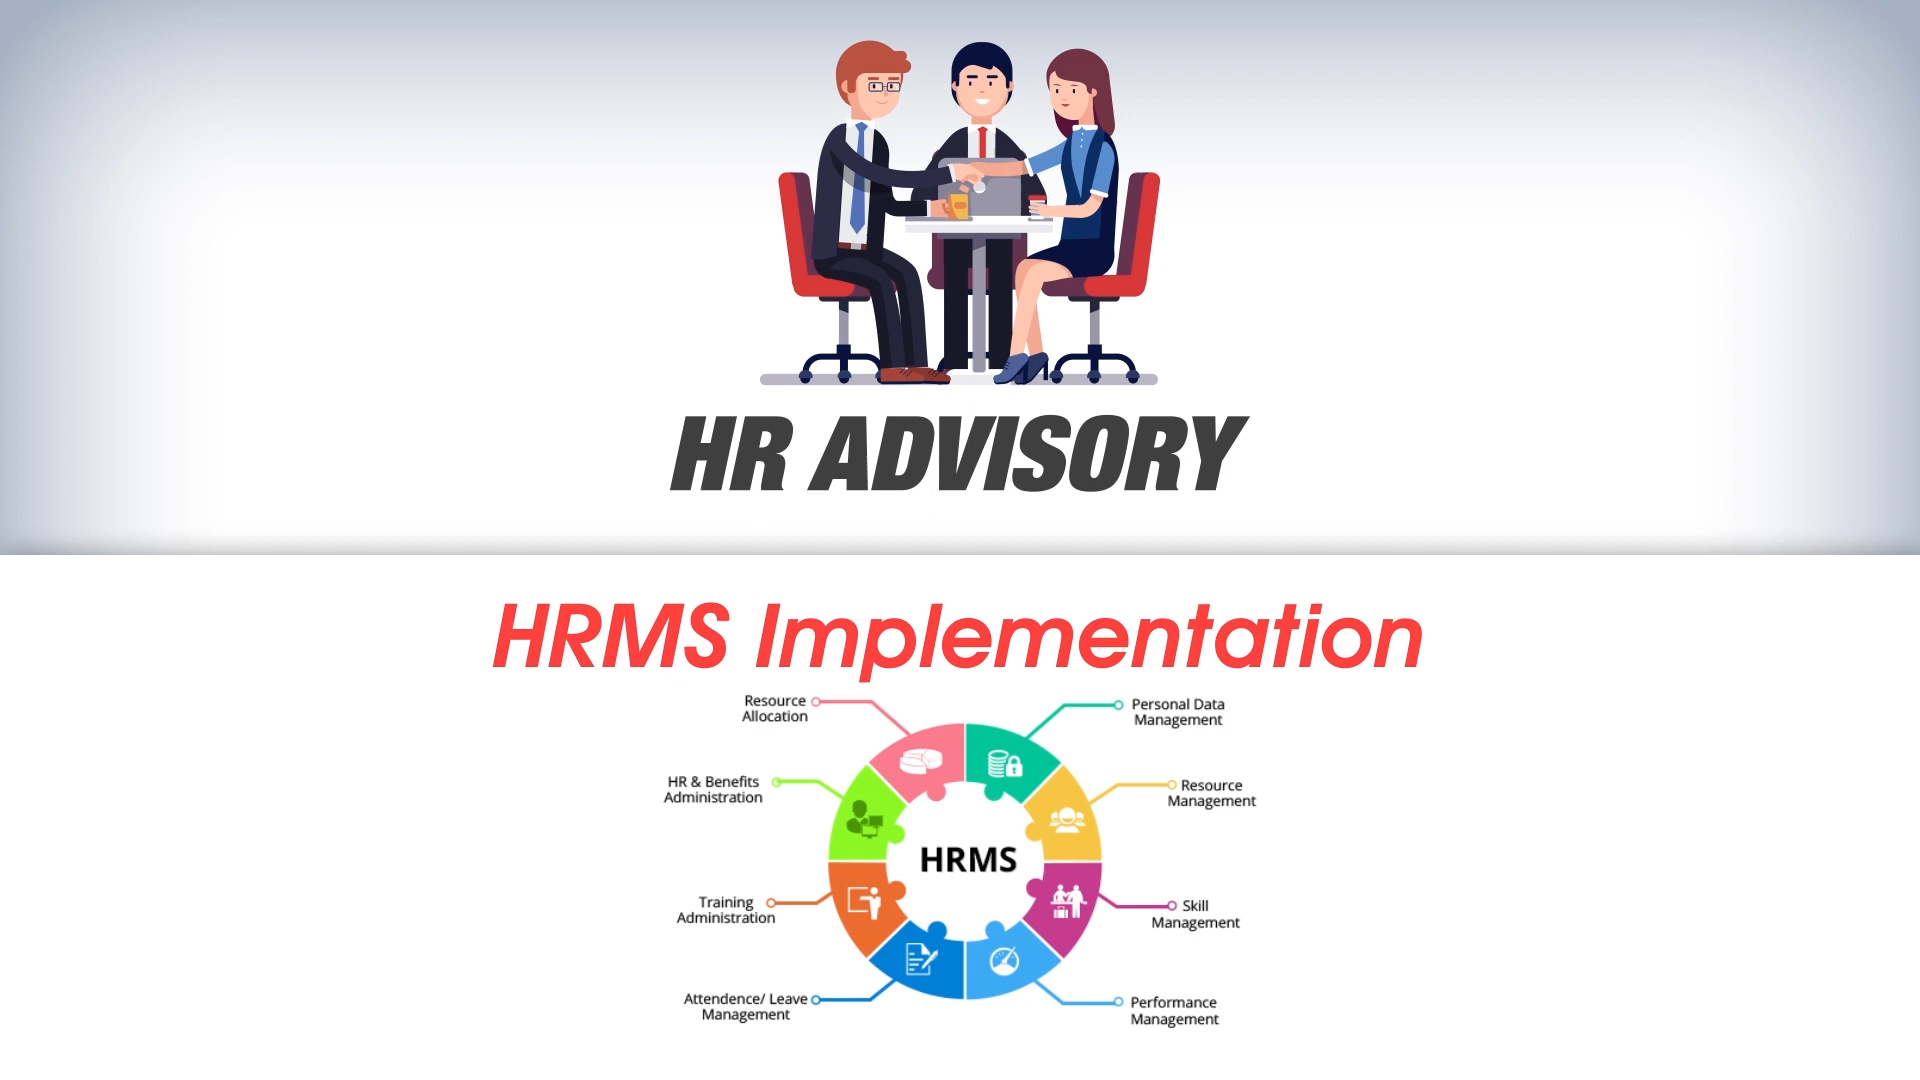 HR ADVISORY
HRMS Implementation
Resource
Allocation
Personal Data
Management
HR & Benefits
Administration
Resource
Management
HRMS
Training
Administration
Skill
Management
Attendence/ Leave
Management
Performance
Management